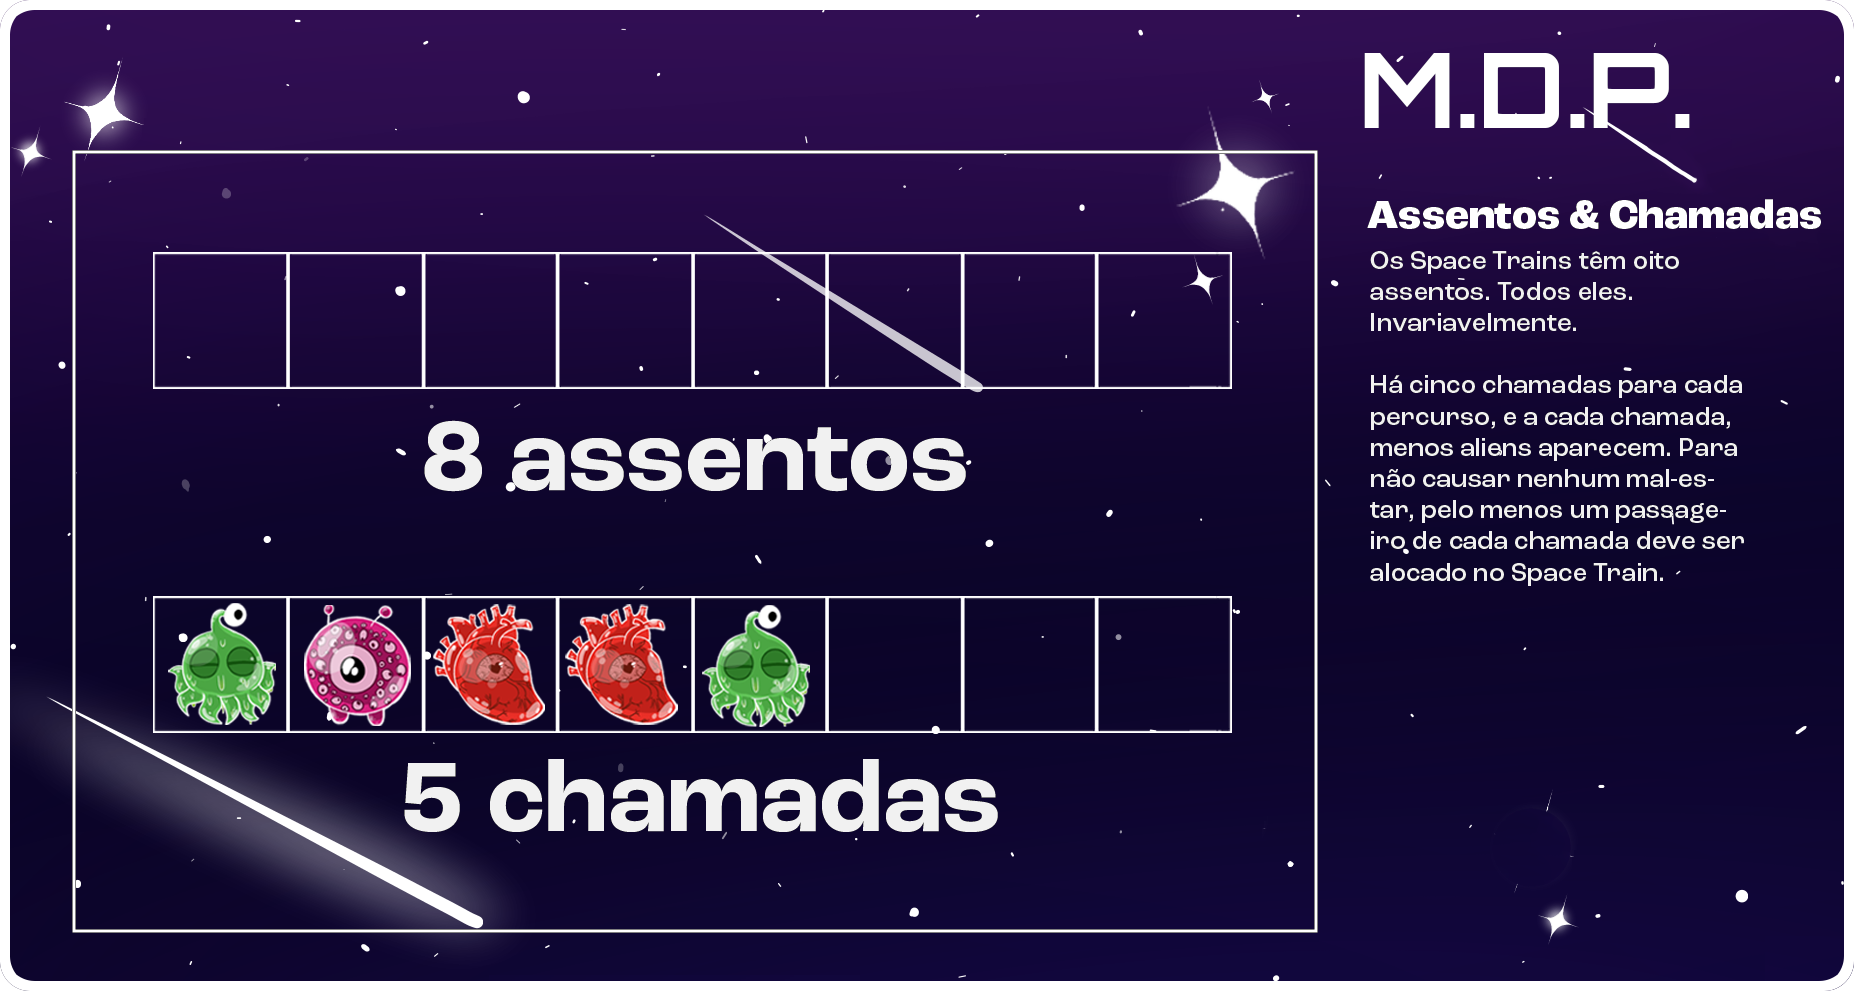 M.D.P.
Assentos & Chamadas
Os Space Trains têm oito
assentos. Todos eles.
Invariavelmente.
Há cinco chamadas para cada
percurso, e a cada chamada,
menos aliens aparecem. Para
não causar nenhum mal-es-
tar, pelo menos um passage-
iro de cada chamada deve ser
alocado no Space Train.
8 assentos
5 chamadas